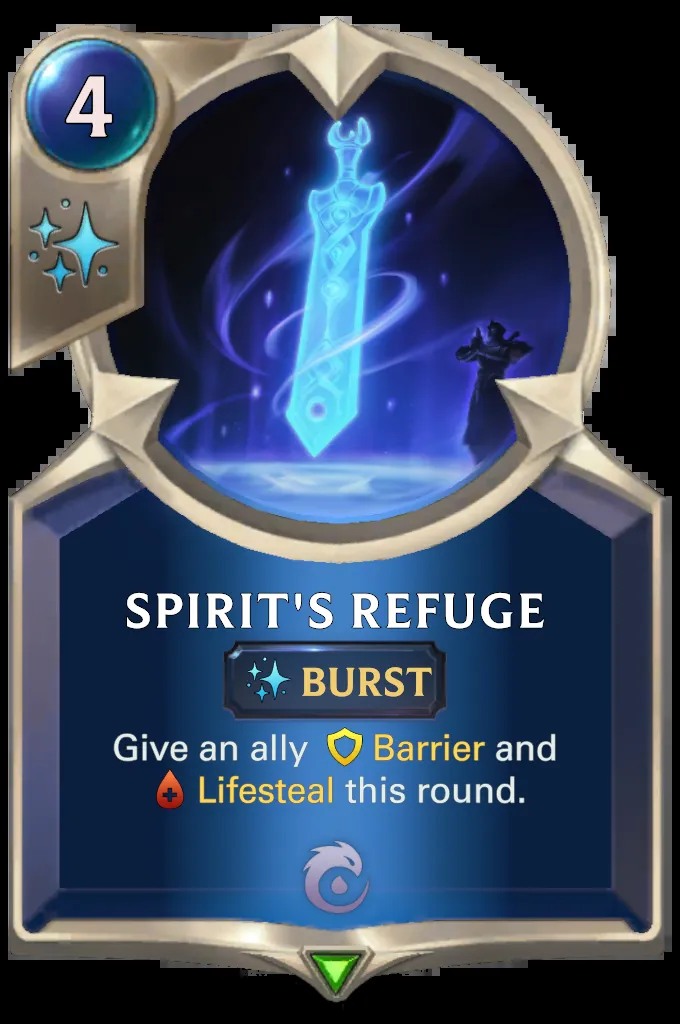 4
SPIRIT'S REFUGE
BURST
Give an ally Barrier and
Lifesteal this round.